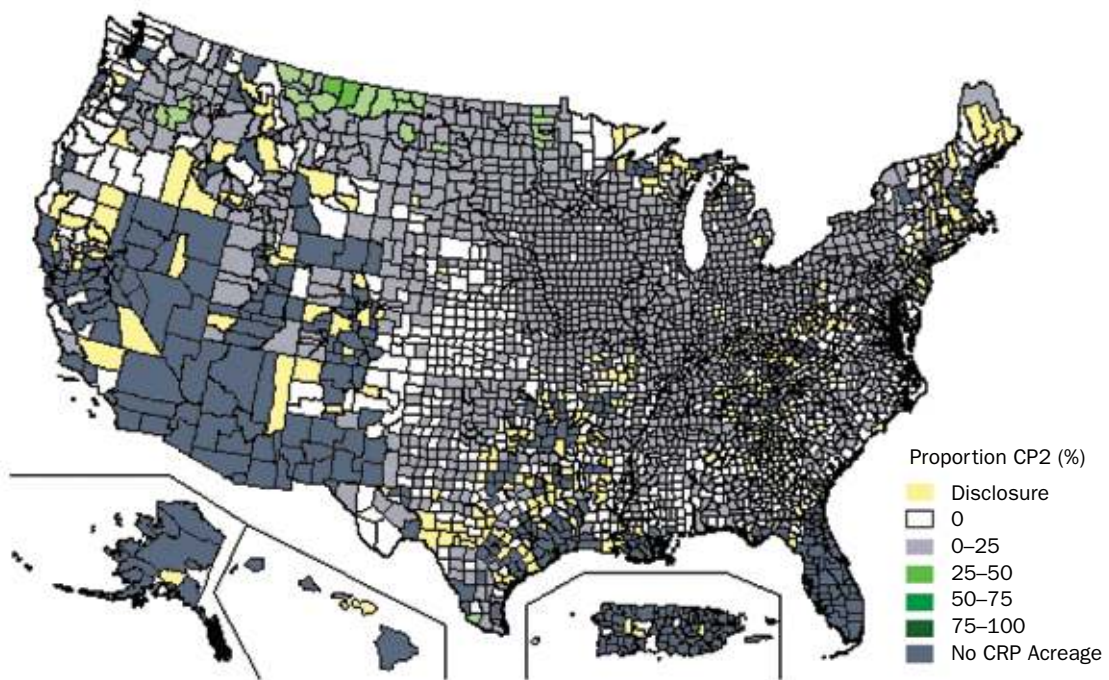 Proportion CP2 (%)
Disclosure
0
0–25
25–50
50–75
75–100
No CRP Acreage